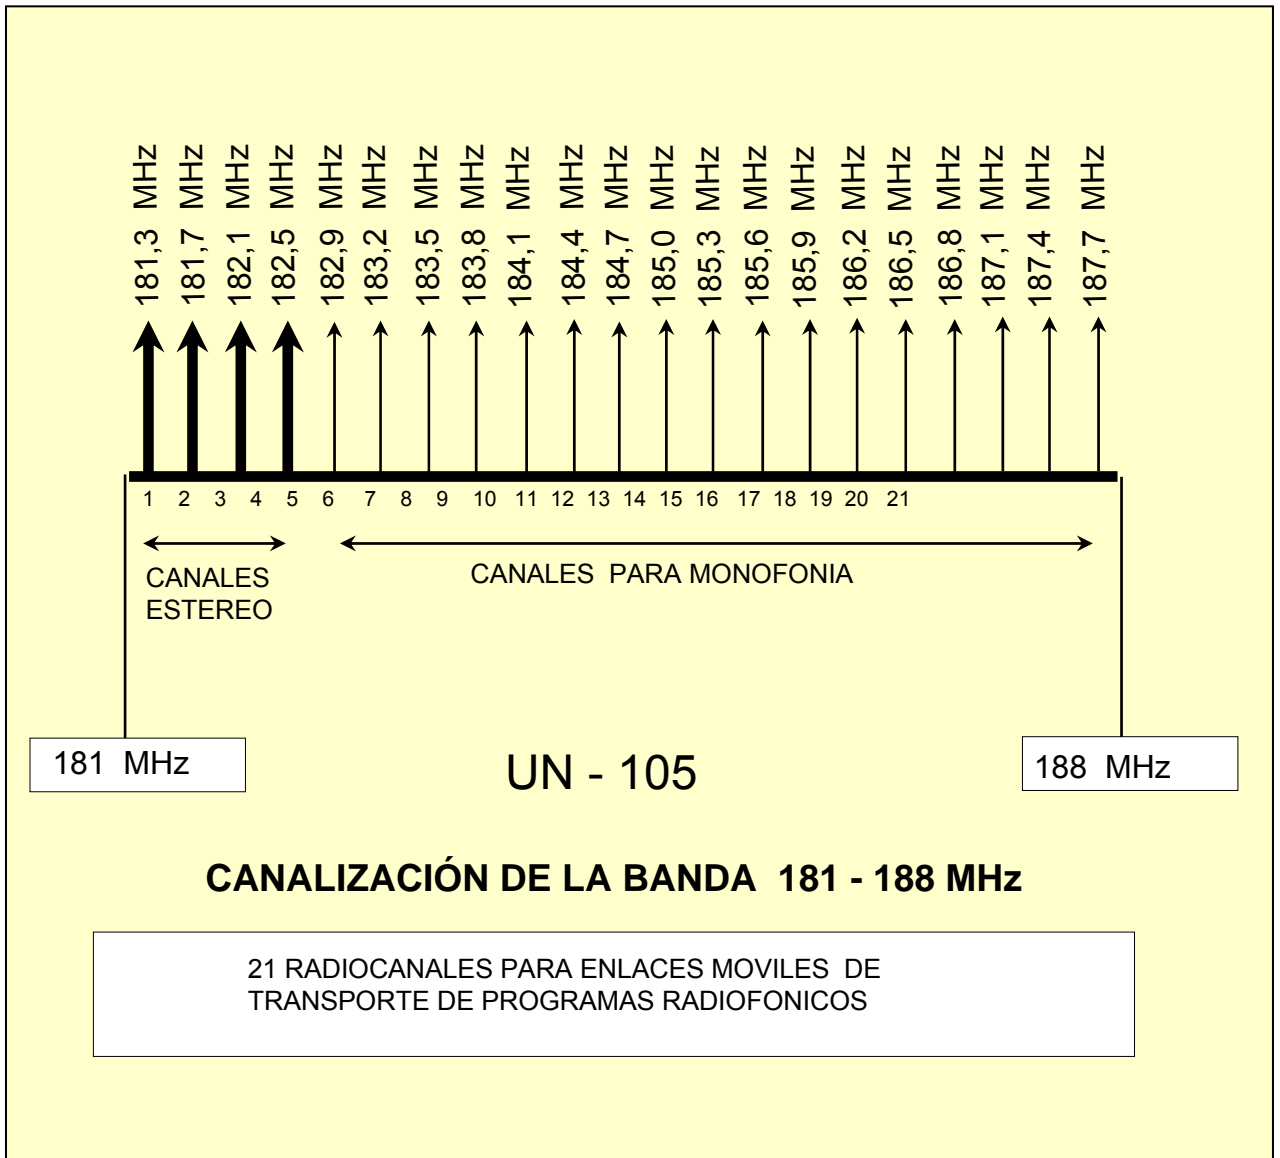 181,3 MHz
181,7 MHz
182,1 MHz
182,5 MHz
182,9 MHz
183,2 MHz
183,5 MHz
183,8 MHz
184,1 MHz
184,4 MHz
184,7 MHz
185,0 MHz
185,3 MHz
185,6 MHz
185,9 MHz
186,2 MHz
186,5 MHz
186,8 MHz
187,1 MHz
187,4 MHz
187,7 MHz
1 2 3 4 5 6 7 8 9 10 11 12 13 14 15 16 17 18 19 20 21
CANALES
ESTEREO
CANALES PARA MONOFONIA
181 MHz
UN - 105
188 MHz
CANALIZACIÓN DE LA BANDA 181 - 188 MHz
21 RADIOCANALES PARA ENLACES MOVILES DE
TRANSPORTE DE PROGRAMAS RADIOFONICOS